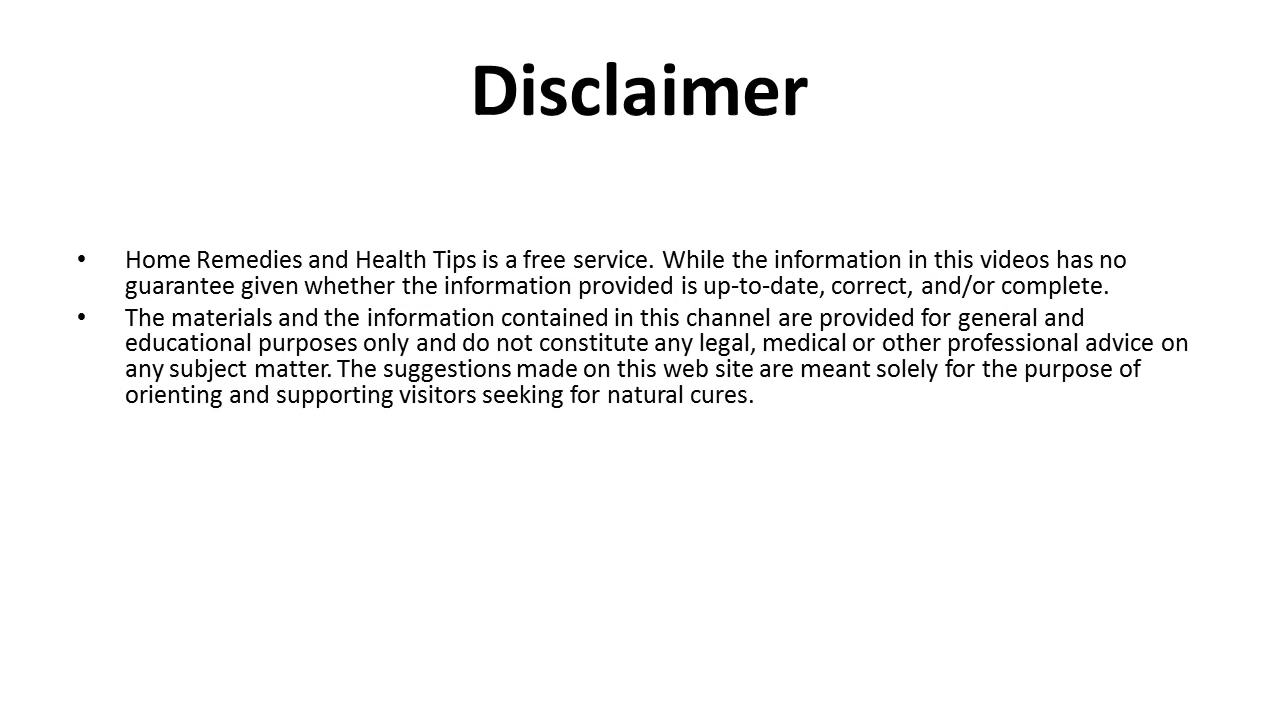 Disclaimer
• Home Remedies and Health Tips is a free service. While the information in this videos has no
guarantee given whether the information provided is up-to-date, correct, and/or complete.
• The materials and the information contained in this channel are provided for general and
educational purposes only and do not constitute any legal, medical or other professional advice on
any subject matter. The suggestions made on this web site are meant solely for the purpose of
orienting and supporting visitors seeking for natural cures.